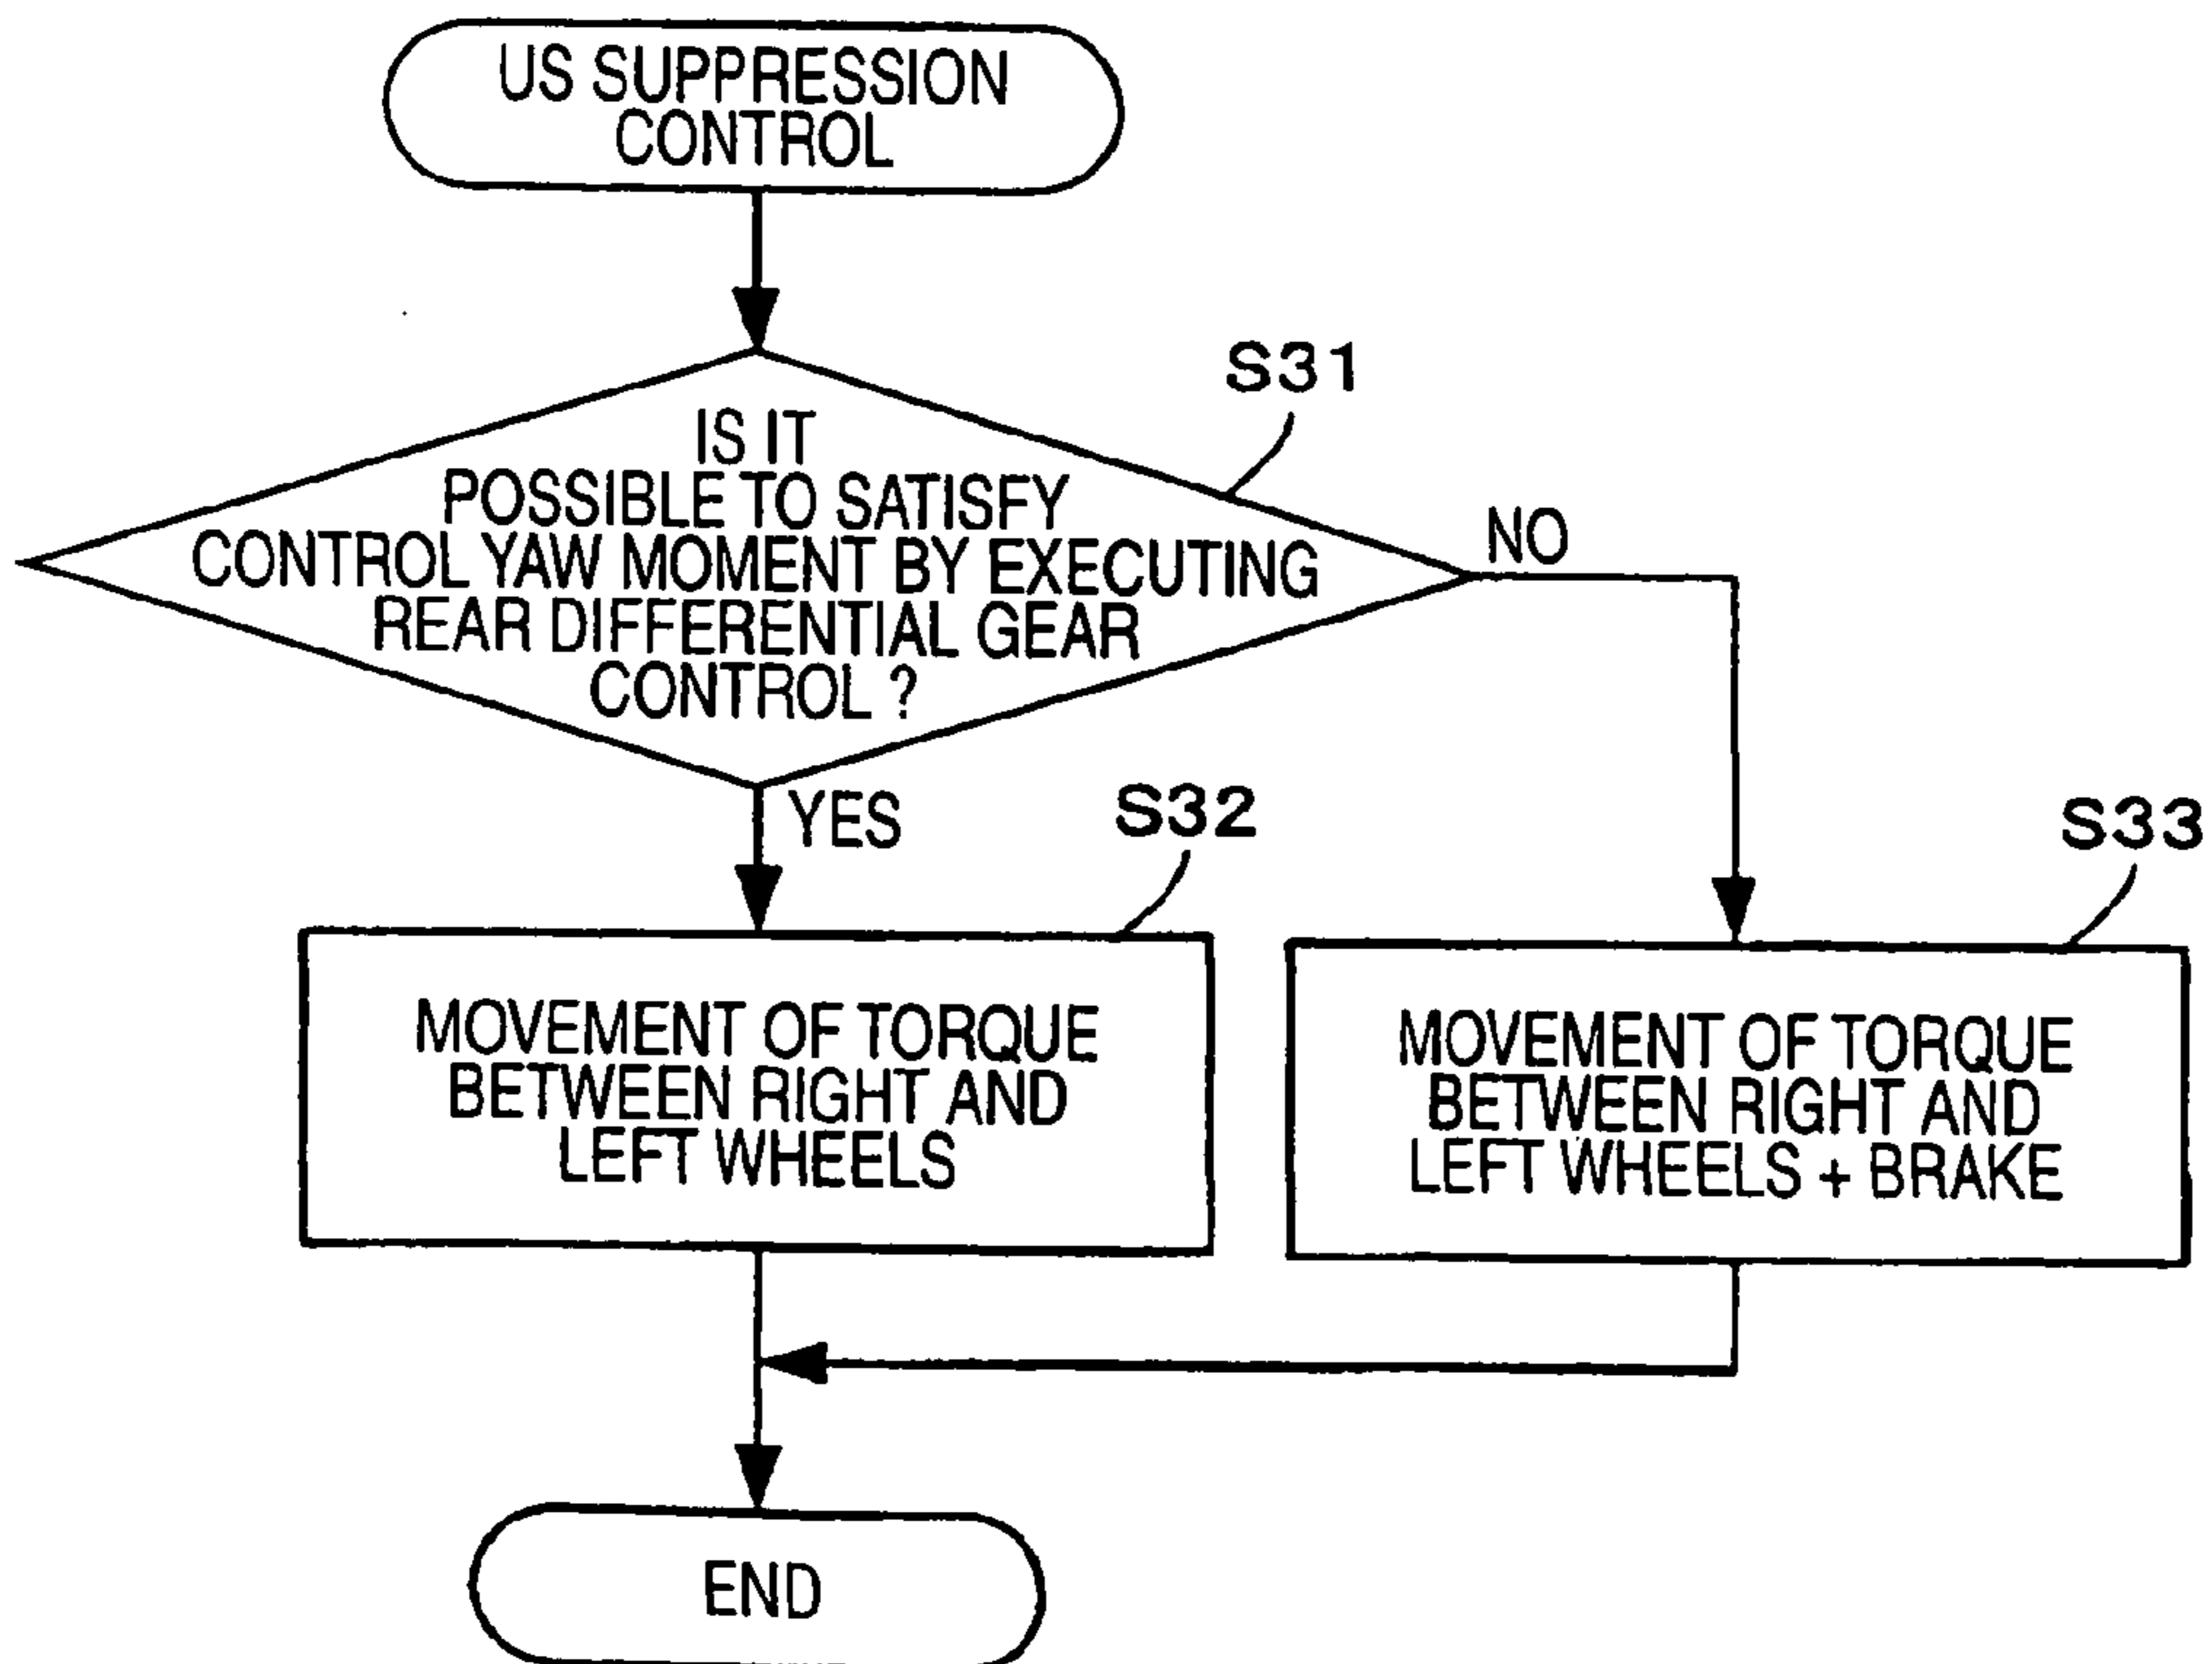 US SUPPRESSION
CONTROL
S31
IS IT
POSSIBLE TO SATISFY
CONTROL YAW MOMENT BY EXECUTING
REAR DIFFERENTIAL GEAR
CONTROL ?
NO
YES
S32
S33
MOVEMENT OF TORQUE
BETWEEN RIGHT AND
LEFT WHEELS
MOVEMENT OF TORQUE
BETWEEN RIGHT AND
LEFT WHEELS + BRAKE
END